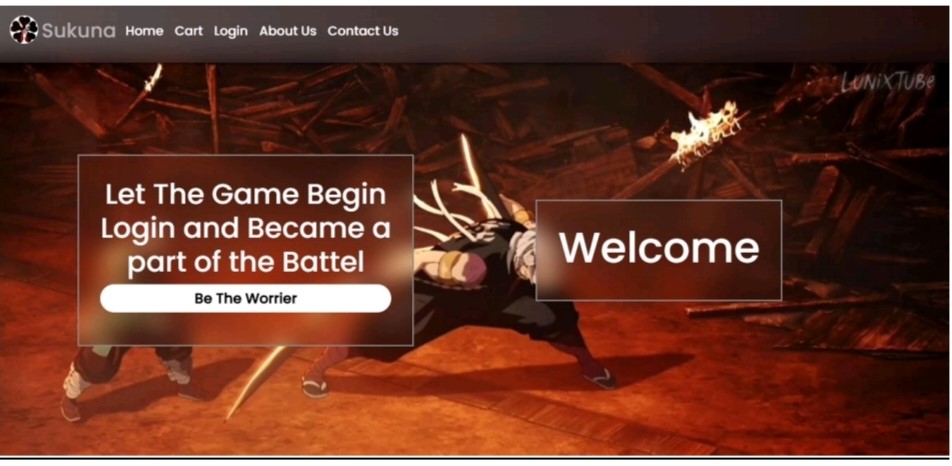 Sukuna Home Cart Login About Us Contact Us
LUNiXTUBe
Let The Game Begin
Login and Became a
part of the Battel
Be The Worrier
Welcome